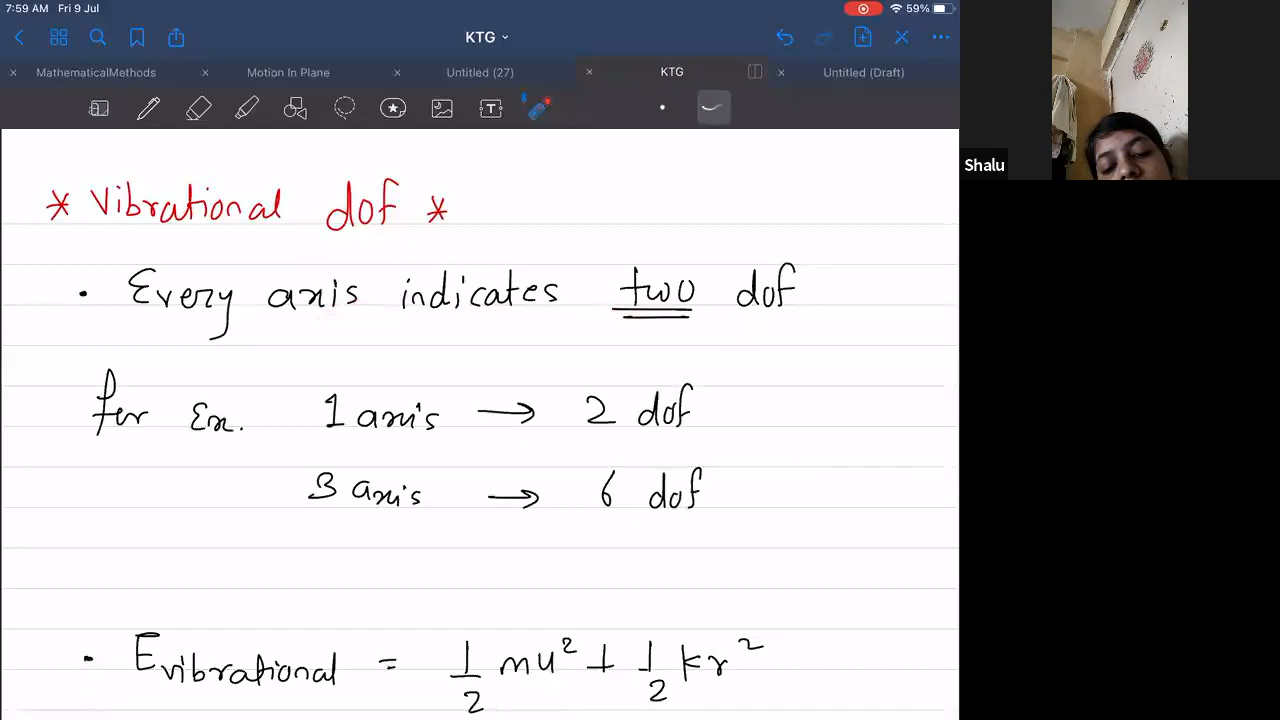 7:59 AM Fri 9 Jul
59%
KTG
MathematicalMethods
Motion In Plane
Untitled (27)
KTG
Untitled (Draft)
T
* Vibrational dof *
Shalu
• Every axis indicates two dof
for Ex. 1 axis → 2 dof
3 axis → 6 dof
• Evibrational = 1/2 mu² + 1/2 kr²